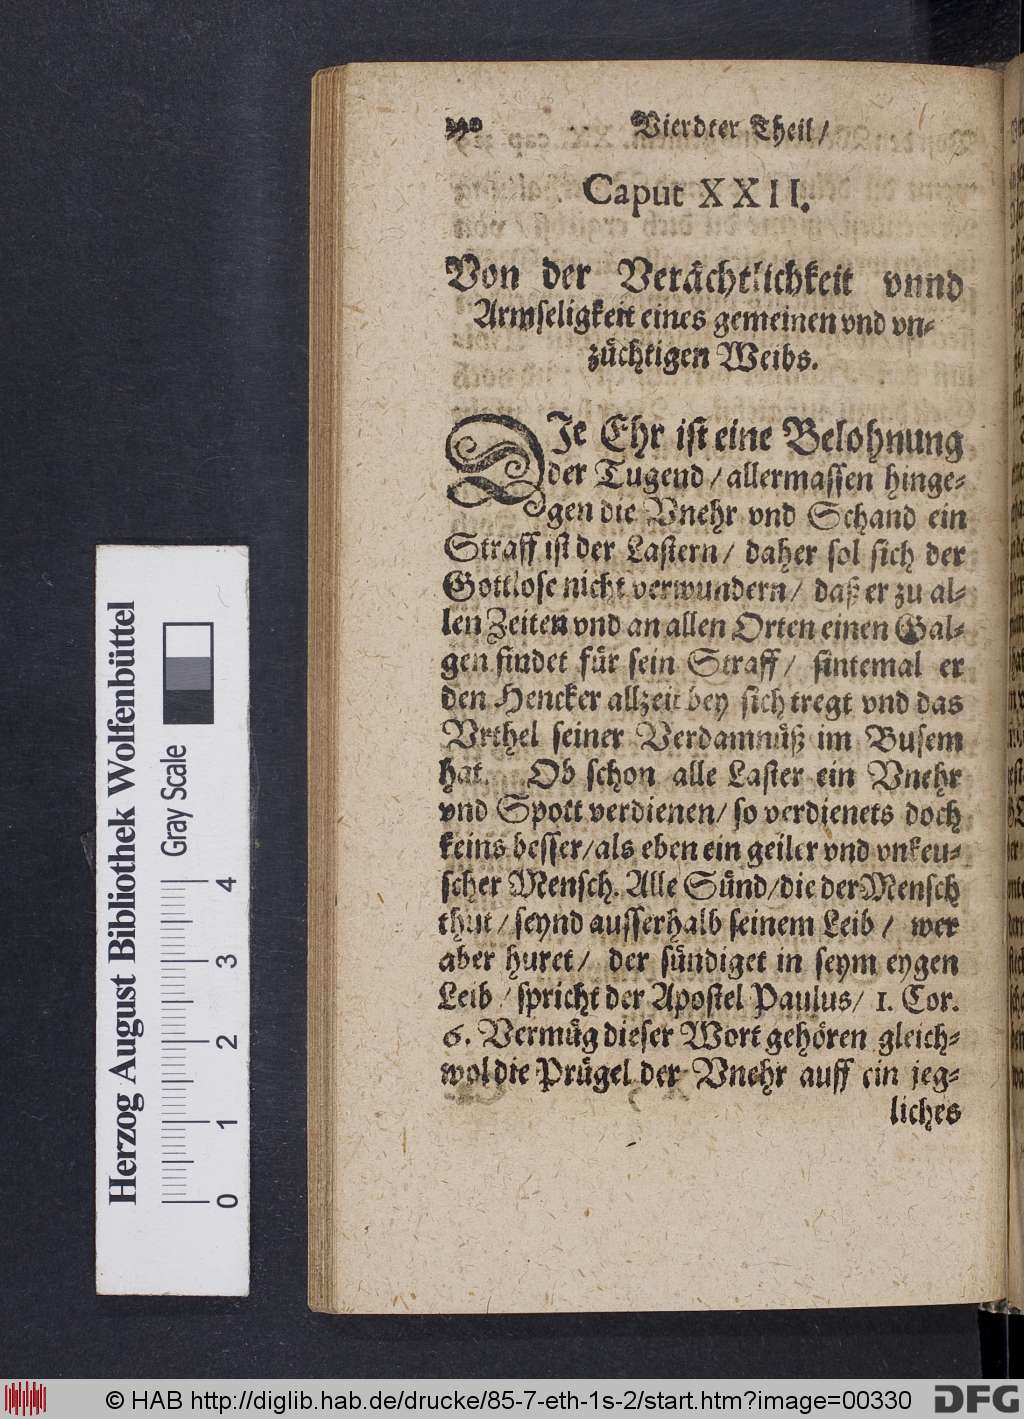 Vierdter Theil /
Caput XXII.
Von der Verächtlichkeit vnnd
Armseligkeit eines gemeinen vnd vn-
züchtigen Weibs.
DIe Ehr ist eine Belohnung
der Tugend / allermassen hinge-
gen die Vnehr vnd Schand ein
Straff ist der Lastern / daher sol sich der
Gottlose nicht verwundern / daß er zu al-
len Zeiten vnd an allen Orten einen Gal-
gen findet für sein Straff / sintemal er
den Hencker allzeit bey sich tregt vnd das
Vrthel seiner Verdamnüß im Busem
hat. Ob schon alle Laster ein Vnehr
vnd Spott verdienen / so verdienets doch
keins besser / als eben ein geiler vnd vnkeu-
scher Mensch. Alle Sünd / die der Mensch
thut / seynd ausserhalb seinem Leib / wer
aber huret / der sündiget in seym eygen
Leib / spricht der Apostel Paulus / 1. Cor.
6. Vermüg dieser Wort gehören gleich-
wol die Prügel der Vnehr auff ein jeg-
liches
Herzog August Bibliothek Wolfenbüttel
Gray Scale
0 1 2 3 4
© HAB http://diglib.hab.de/drucke/85-7-eth-1s-2/start.htm?image=00330
DFG